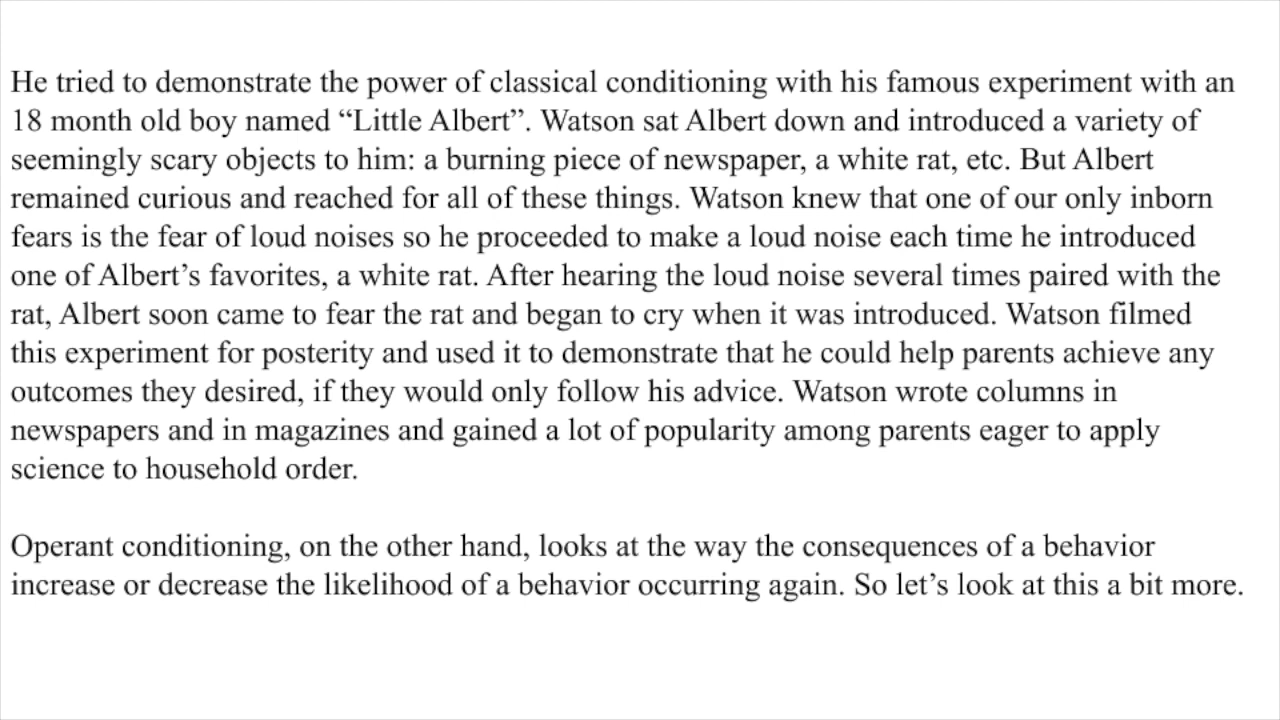 He tried to demonstrate the power of classical conditioning with his famous experiment with an
18 month old boy named “Little Albert”. Watson sat Albert down and introduced a variety of
seemingly scary objects to him: a burning piece of newspaper, a white rat, etc. But Albert
remained curious and reached for all of these things. Watson knew that one of our only inborn
fears is the fear of loud noises so he proceeded to make a loud noise each time he introduced
one of Albert’s favorites, a white rat. After hearing the loud noise several times paired with the
rat, Albert soon came to fear the rat and began to cry when it was introduced. Watson filmed
this experiment for posterity and used it to demonstrate that he could help parents achieve any
outcomes they desired, if they would only follow his advice. Watson wrote columns in
newspapers and in magazines and gained a lot of popularity among parents eager to apply
science to household order.
Operant conditioning, on the other hand, looks at the way the consequences of a behavior
increase or decrease the likelihood of a behavior occurring again. So let’s look at this a bit more.